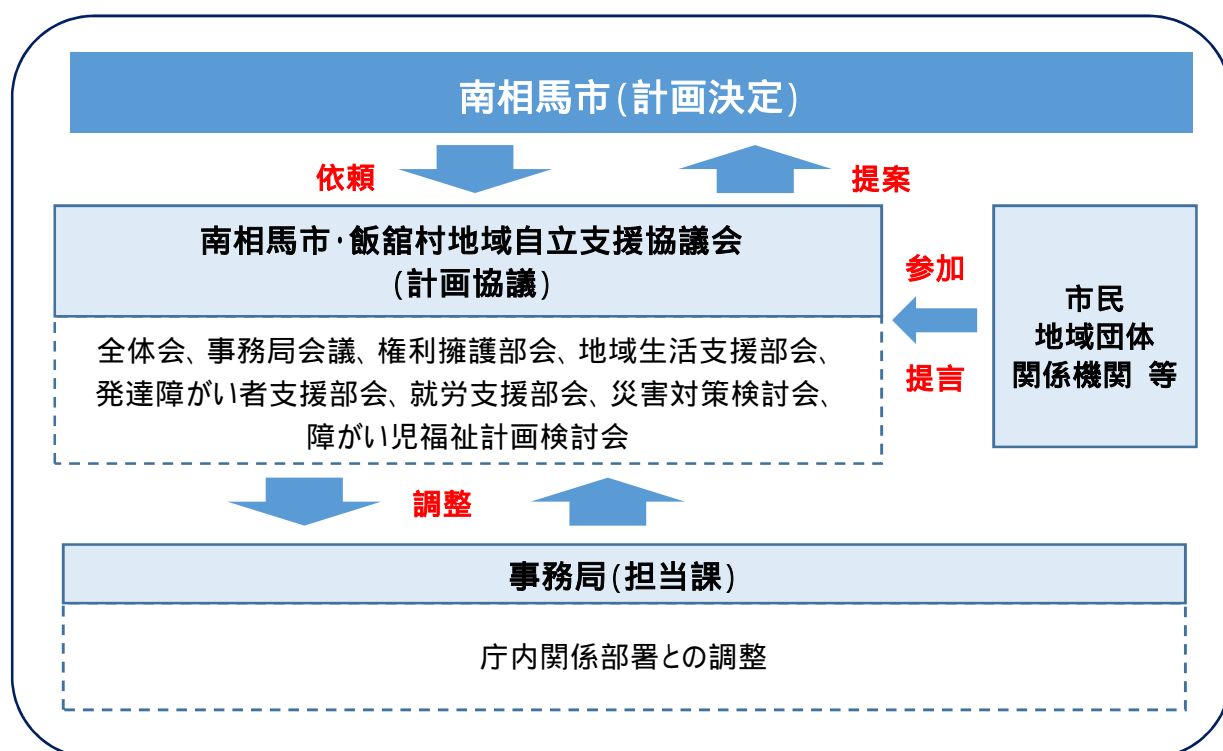 南相馬市(計画決定)
依頼
提案
南相馬市・飯舘村地域自立支援協議会
(計画協議)
全体会、事務局会議、権利擁護部会、地域生活支援部会、
発達障がい者支援部会、就労支援部会、災害対策検討会、
障がい児福祉計画検討会
参加
提言
市民
地域団体
関係機関 等
調整
事務局(担当課)
庁内関係部署との調整